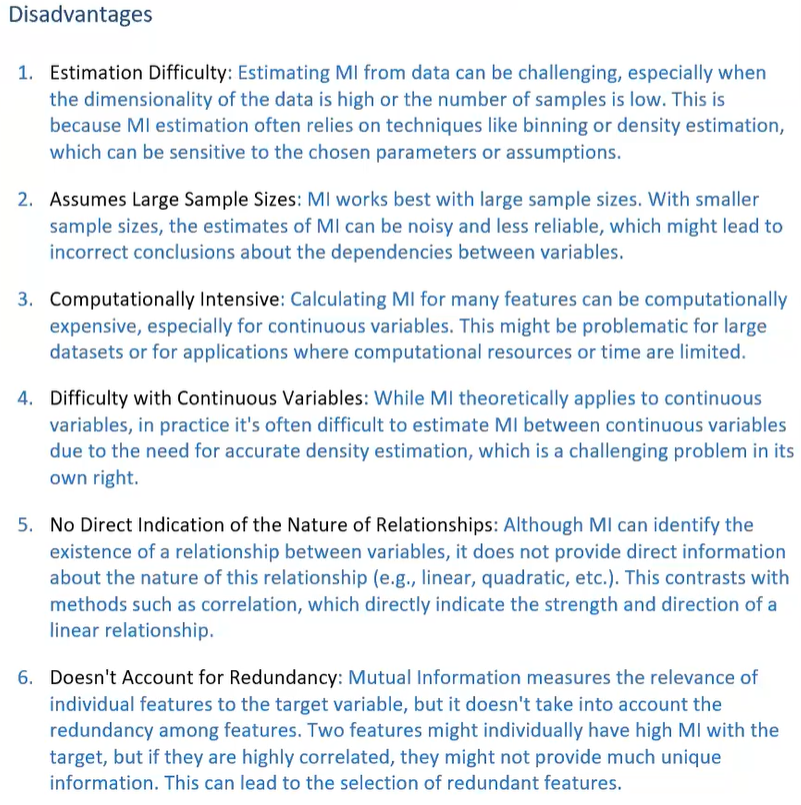 Disadvantages
1. Estimation Difficulty: Estimating MI from data can be challenging, especially when
the dimensionality of the data is high or the number of samples is low. This is
because MI estimation often relies on techniques like binning or density estimation,
which can be sensitive to the chosen parameters or assumptions.
2. Assumes Large Sample Sizes: MI works best with large sample sizes. With smaller
sample sizes, the estimates of MI can be noisy and less reliable, which might lead to
incorrect conclusions about the dependencies between variables.
3. Computationally Intensive: Calculating MI for many features can be computationally
expensive, especially for continuous variables. This might be problematic for large
datasets or for applications where computational resources or time are limited.
4. Difficulty with Continuous Variables: While MI theoretically applies to continuous
variables, in practice it's often difficult to estimate MI between continuous variables
due to the need for accurate density estimation, which is a challenging problem in its
own right.
5. No Direct Indication of the Nature of Relationships: Although MI can identify the
existence of a relationship between variables, it does not provide direct information
about the nature of this relationship (e.g., linear, quadratic, etc.). This contrasts with
methods such as correlation, which directly indicate the strength and direction of a
linear relationship.
6. Doesn't Account for Redundancy: Mutual Information measures the relevance of
individual features to the target variable, but it doesn't take into account the
redundancy among features. Two features might individually have high MI with the
target, but if they are highly correlated, they might not provide much unique
information. This can lead to the selection of redundant features.